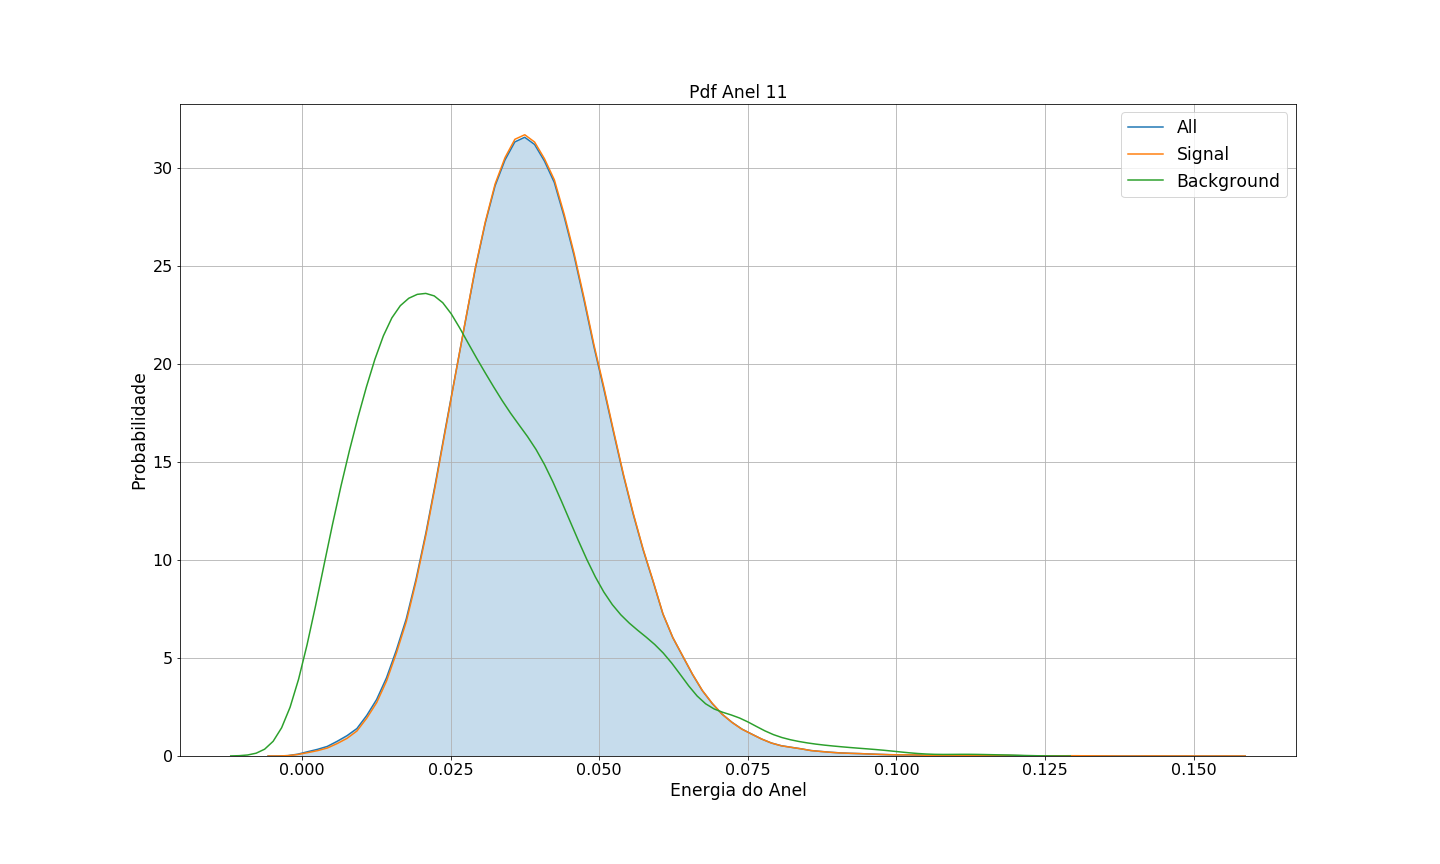 Pdf Anel 11
All
Signal
Background
Probabilidade
30
25
20
15
10
5
0
0.000 0.025 0.050 0.075 0.100 0.125 0.150
Energia do Anel